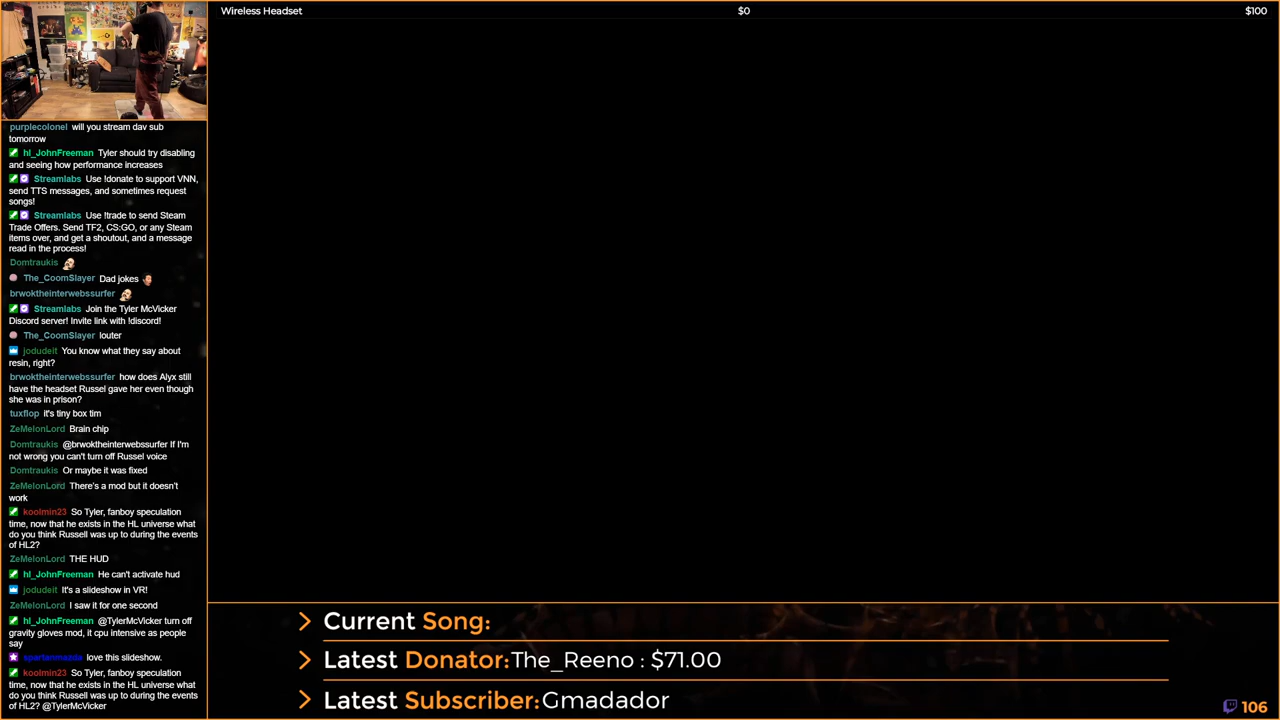 Wireless Headset $0 $100
purplecolonel will you stream dav sub
tomorrow
hl_JohnFreeman Tyler should try disabling
and seeing how performance increases
Streamlabs Use !donate to support VNN,
send TTS messages, and sometimes request
songs!
Streamlabs Use !trade to send Steam
Trade Offers. Send TF2, CS:GO, or any Steam
items over, and get a shoutout, and a message
read in the process!
Domtraukis
The_CoomSlayer Dad jokes
brwoktheinterwebssurfer
Streamlabs Join the Tyler McVicker
Discord server! Invite link with !discord!
The_CoomSlayer louter
jodudeit You know what they say about
resin, right?
brwoktheinterwebssurfer how does Alyx still
have the headset Russel gave her even though
she was in prison?
tuxflop it's tiny box tim
ZeMelonLord Brain chip
Domtraukis @brwoktheinterwebssurfer If I'm
not wrong you can't turn off Russel voice
Domtraukis Or maybe it was fixed
ZeMelonLord There's a mod but it doesn't
work
koolmin23 So Tyler, fanboy speculation
time, now that he exists in the HL universe what
do you think Russell was up to during the events
of HL2?
ZeMelonLord THE HUD
hl_JohnFreeman He can't activate hud
jodudeit It's a slideshow in VR!
ZeMelonLord I saw it for one second
hl_JohnFreeman @TylerMcVicker turn off
gravity gloves mod, it cpu intensive as people
say
spartanmazdix love this slideshow.
koolmin23 So Tyler, fanboy speculation
time, now that he exists in the HL universe what
do you think Russell was up to during the events
of HL2? @TylerMcVicker
Current Song:
Latest Donator:The_Reeno : $71.00
Latest Subscriber:Gmadador
106